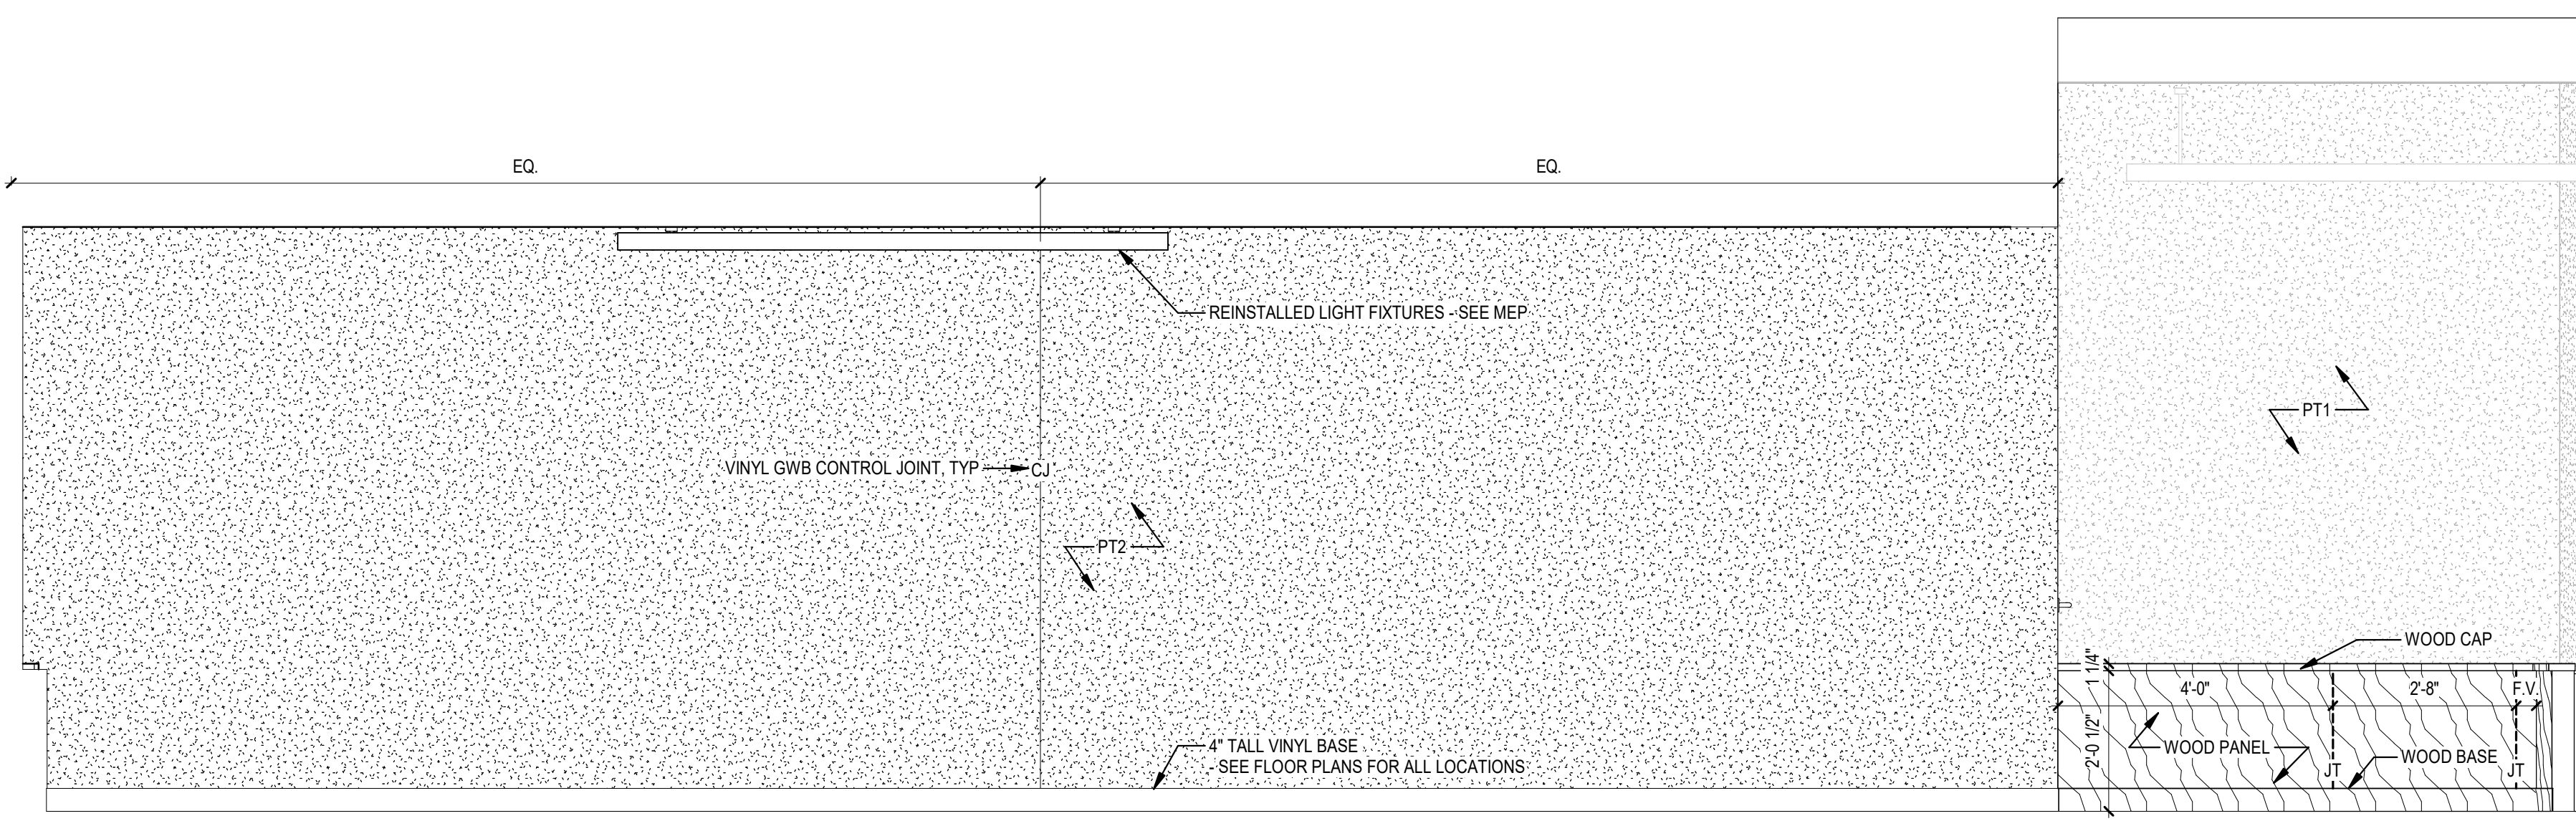 EQ.
EQ.
REINSTALLED LIGHT FIXTURES - SEE MEP
PT1
VINYL GWB CONTROL JOINT, TYP
CJ
PT2
WOOD CAP
1 1/4"
4'-0"
2'-8"
F.V.
2'-0 1/2"
4" TALL VINYL BASE
- SEE FLOOR PLANS FOR ALL LOCATIONS
WOOD PANEL
WOOD BASE
JT
JT